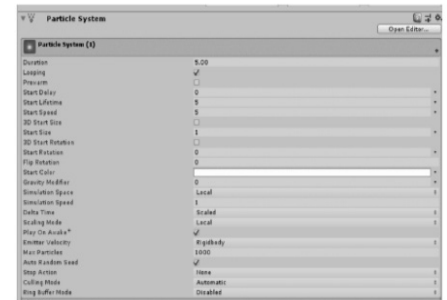 Particle System
Open Editor...
Particle System (1)
Duration 5.00
Looping
Prewarm
Start Delay 0
Start Lifetime 5
Start Speed 5
3D Start Size
Start Size 1
3D Start Rotation
Start Rotation 0
Flip Rotation 0
Start Color
Gravity Modifier 0
Simulation Space Local
Simulation Speed 1
Delta Time Scaled
Scaling Mode Local
Play On Awake*
Emitter Velocity Rigidbody
Max Particles 1000
Auto Random Seed
Stop Action None
Culling Mode Automatic
Ring Buffer Mode Disabled